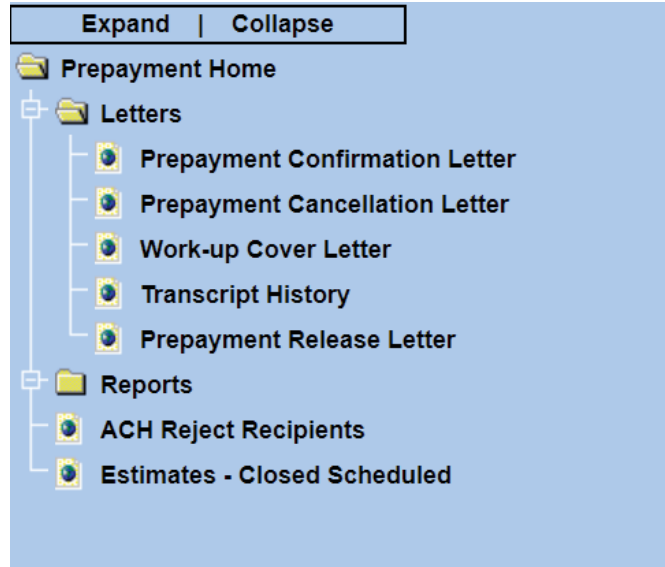 Expand | Collapse
Prepayment Home
Letters
Prepayment Confirmation Letter
Prepayment Cancellation Letter
Work-up Cover Letter
Transcript History
Prepayment Release Letter
Reports
ACH Reject Recipients
Estimates - Closed Scheduled